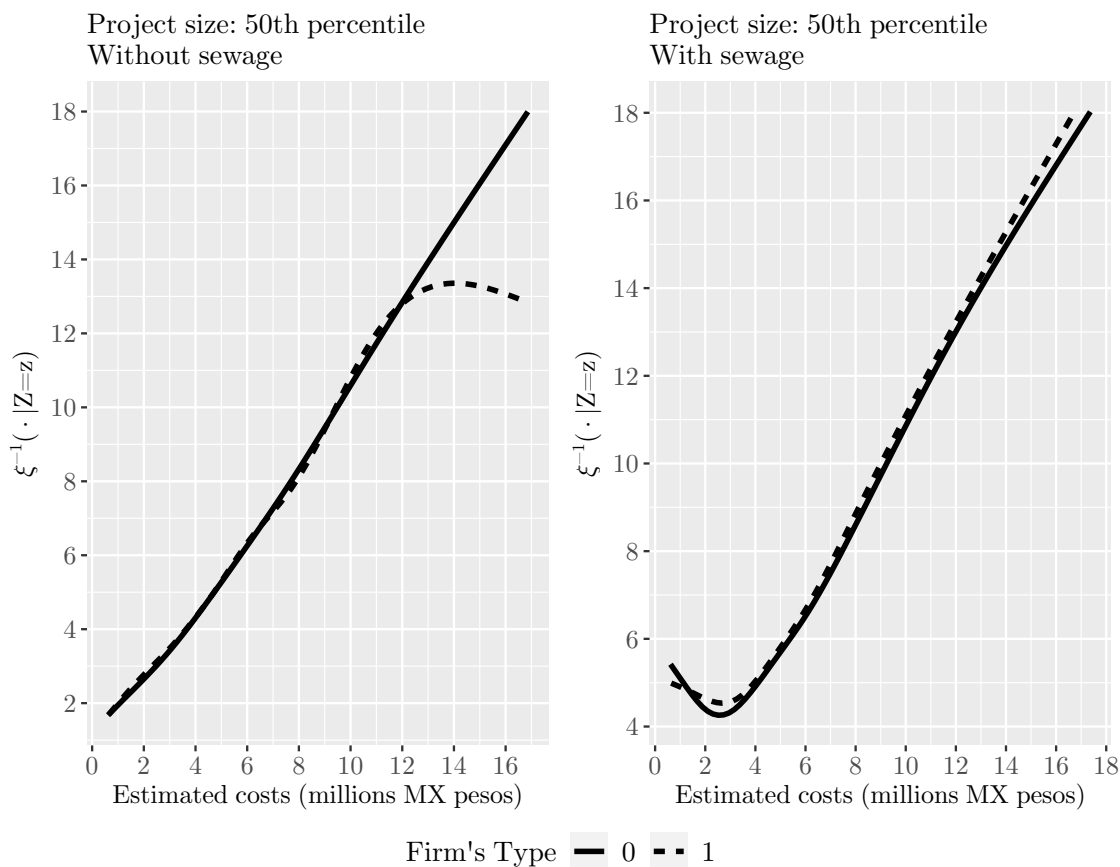 Project size: 50th percentile
Without sewage
18
16
14
12
10
8
6
4
2
ξ⁻¹( · |Z=z)
0 2 4 6 8 10 12 14 16
Estimated costs (millions MX pesos)
Project size: 50th percentile
With sewage
18
16
14
12
10
8
6
4
ξ⁻¹( · |Z=z)
0 2 4 6 8 10 12 14 16 18
Estimated costs (millions MX pesos)
Firm's Type 0 1